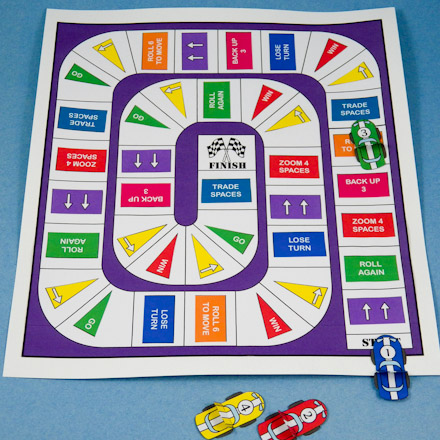 ROLL 6
TO MOVE
BACK UP
3
LOSE
TURN
WIN
GO
ROLL
AGAIN
WIN
TRADE
SPACES
GO
TRADE
SPACES
3
ZOOM 4
SPACES
FINISH
ZOOM 4
SPACES
BACK UP
3
BACK UP
3
TRADE
SPACES
ZOOM 4
SPACES
ROLL
AGAIN
WIN
GO
LOSE
TURN
ROLL
AGAIN
GO
LOSE
TURN
ROLL 6
TO MOVE
WIN
1
4
2